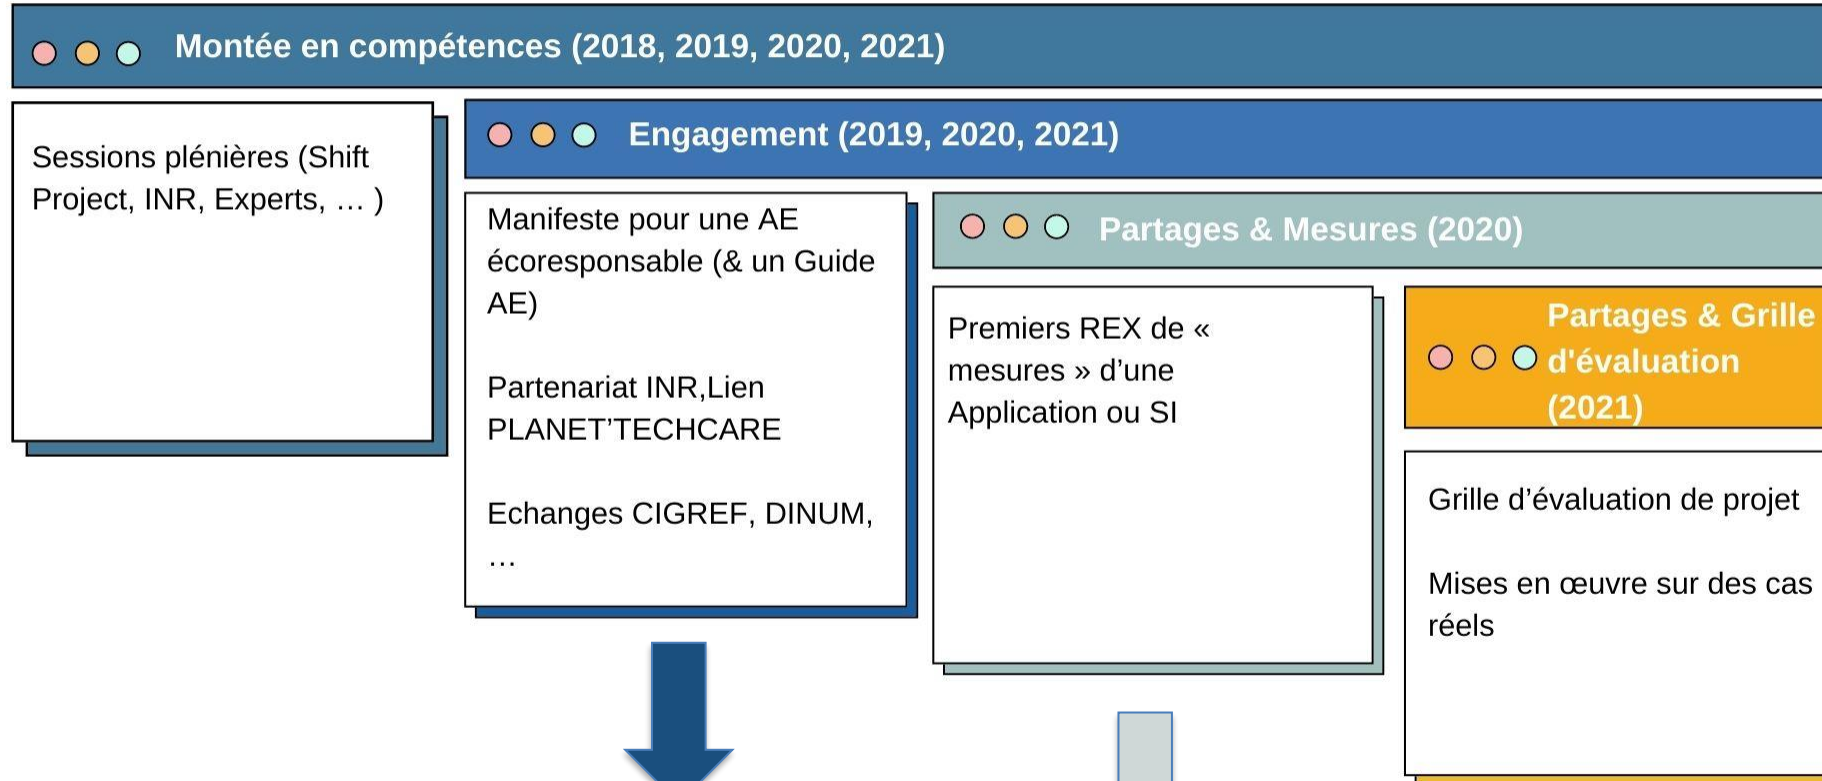 Montée en compétences (2018, 2019, 2020, 2021)
Sessions plénières (Shift
Project, INR, Experts, … )
Engagement (2019, 2020, 2021)
Manifeste pour une AE
écoresponsable (& un Guide
AE)
Partenariat INR,Lien
PLANET’TECHCARE
Echanges CIGREF, DINUM,
…
Partages & Mesures (2020)
Premiers REX de «
mesures » d’une
Application ou SI
Partages & Grille
d'évaluation
(2021)
Grille d’évaluation de projet
Mises en œuvre sur des cas
réels